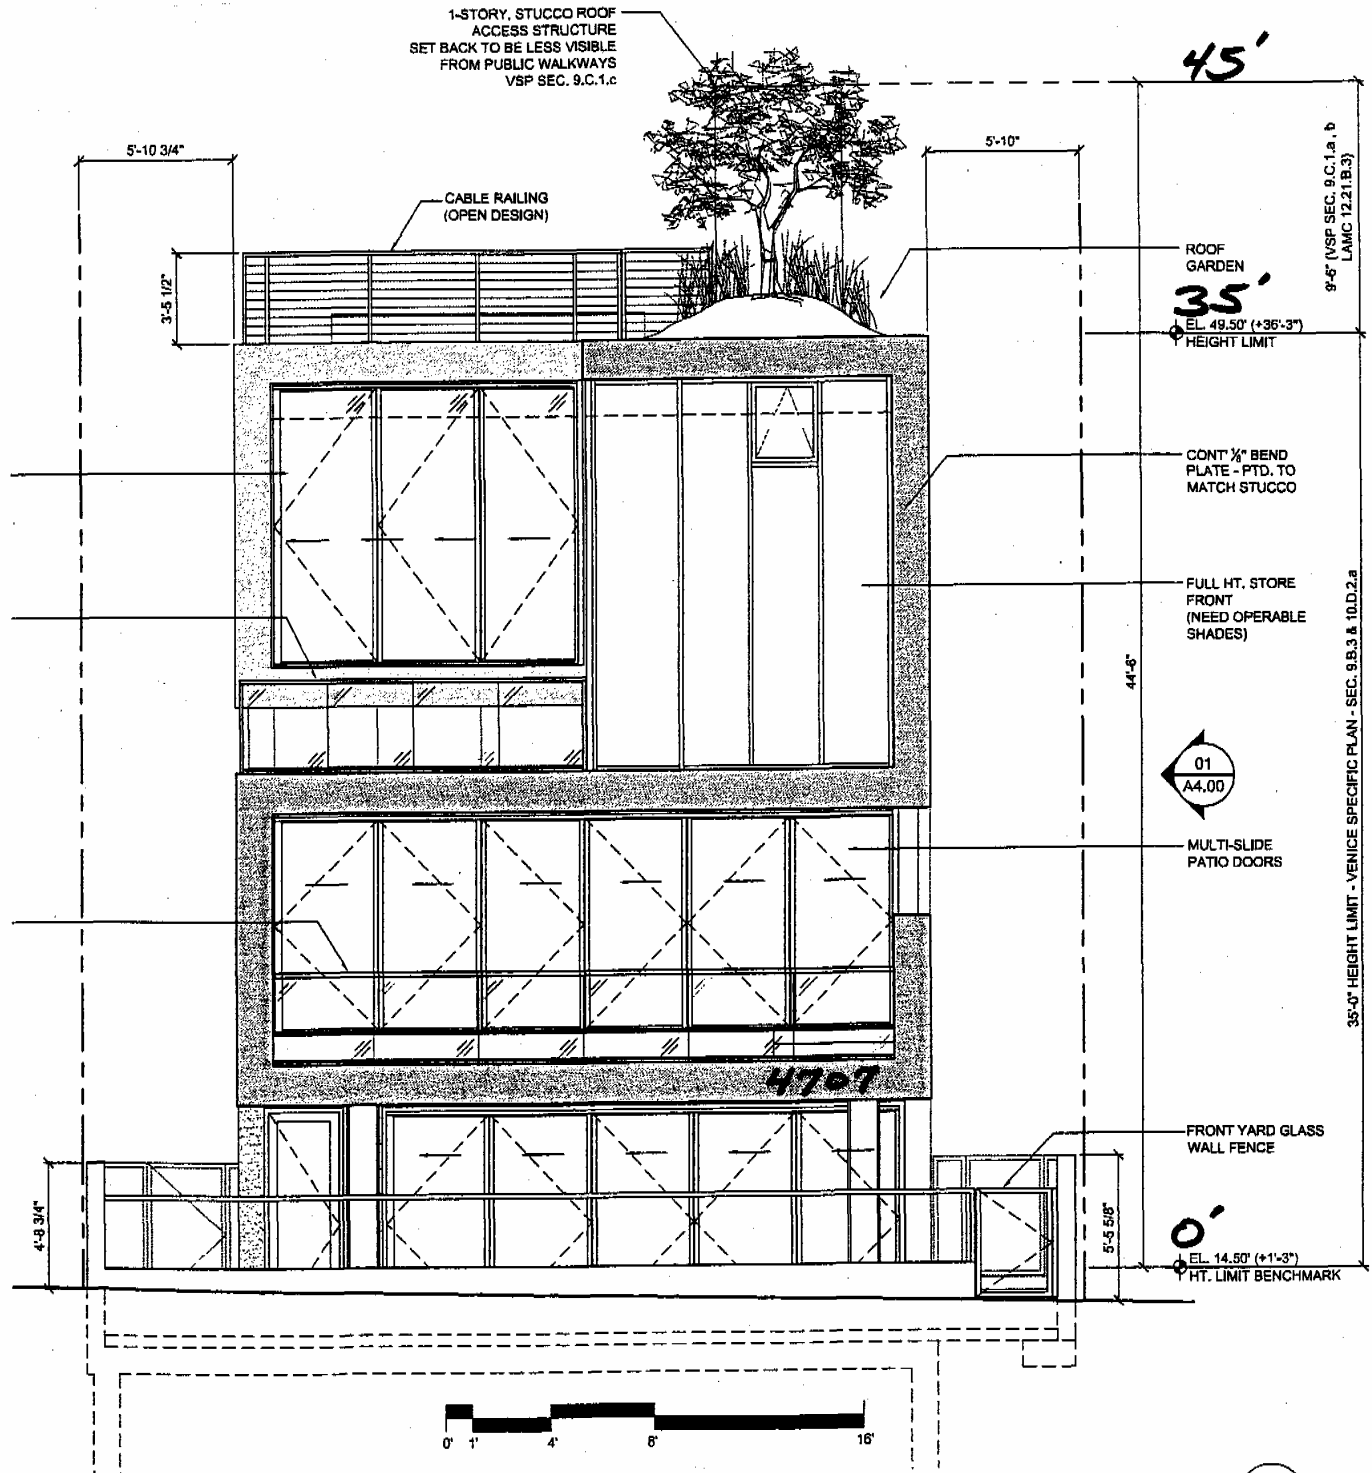 1-STORY, STUCCO ROOF
ACCESS STRUCTURE
SET BACK TO BE LESS VISIBLE
FROM PUBLIC WALKWAYS
VSP SEC. 9.C.1.c
45'
5'-10 3/4"
5'-10"
9'-6" (VSP SEC. 9.C.1.a, b
LAMC 12.21.B.3)
CABLE RAILING
(OPEN DESIGN)
3'-5 1/2"
ROOF
GARDEN
35'
EL. 49.50' (+36'-3")
HEIGHT LIMIT
CONT' ⅛" BEND
PLATE - PTD. TO
MATCH STUCCO
FULL HT. STORE
FRONT
(NEED OPERABLE
SHADES)
44'-6"
35'-0" HEIGHT LIMIT - VENICE SPECIFIC PLAN - SEC. 9.B.3 & 10.D.2.a
01
A4.00
MULTI-SLIDE
PATIO DOORS
4707
FRONT YARD GLASS
WALL FENCE
4'-8 3/4"
5'-5 5/8"
0'
EL. 14.50' (+1'-3")
HT. LIMIT BENCHMARK
0' 1' 4' 8' 16'